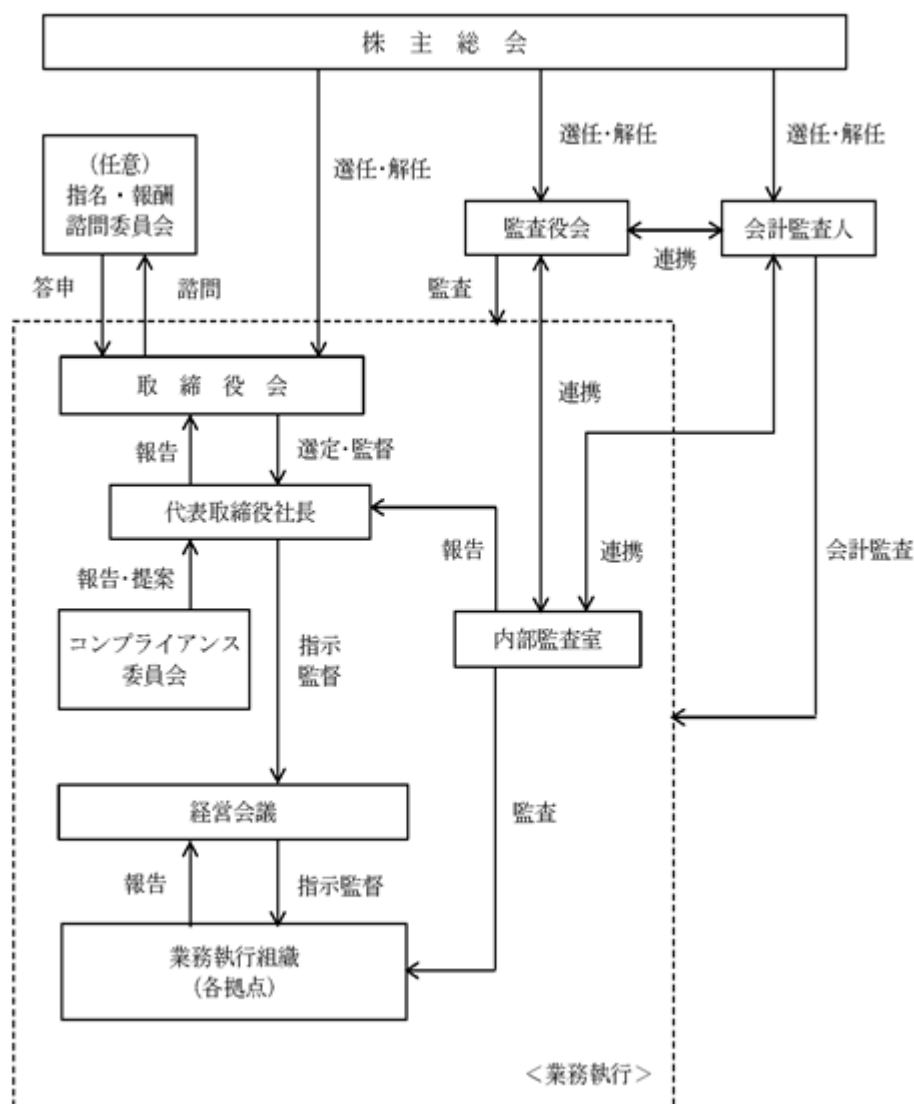 株主総会
選任・解任
選任・解任
選任・解任
(任意)
指名・報酬
諮問委員会
監査役会
会計監査人
連携
答申
諮問
監査
取締役会
連携
報告
選定・監督
代表取締役社長
報告
連携
会計監査
報告・提案
コンプライアンス
委員会
指示
監督
内部監査室
経営会議
監査
報告
指示監督
業務執行組織
(各拠点)
＜業務執行＞